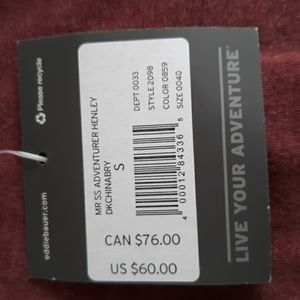 Please recycle
eddiebauer.com
MR SS ADVENTURER HENLEY
DKCHINABRY
S
DEPT 0033
STYLE 2098
COLOR 0859
SIZE 0040
4 00012 84336 5
CAN $76.00
US $60.00
LIVE YOUR ADVENTURE